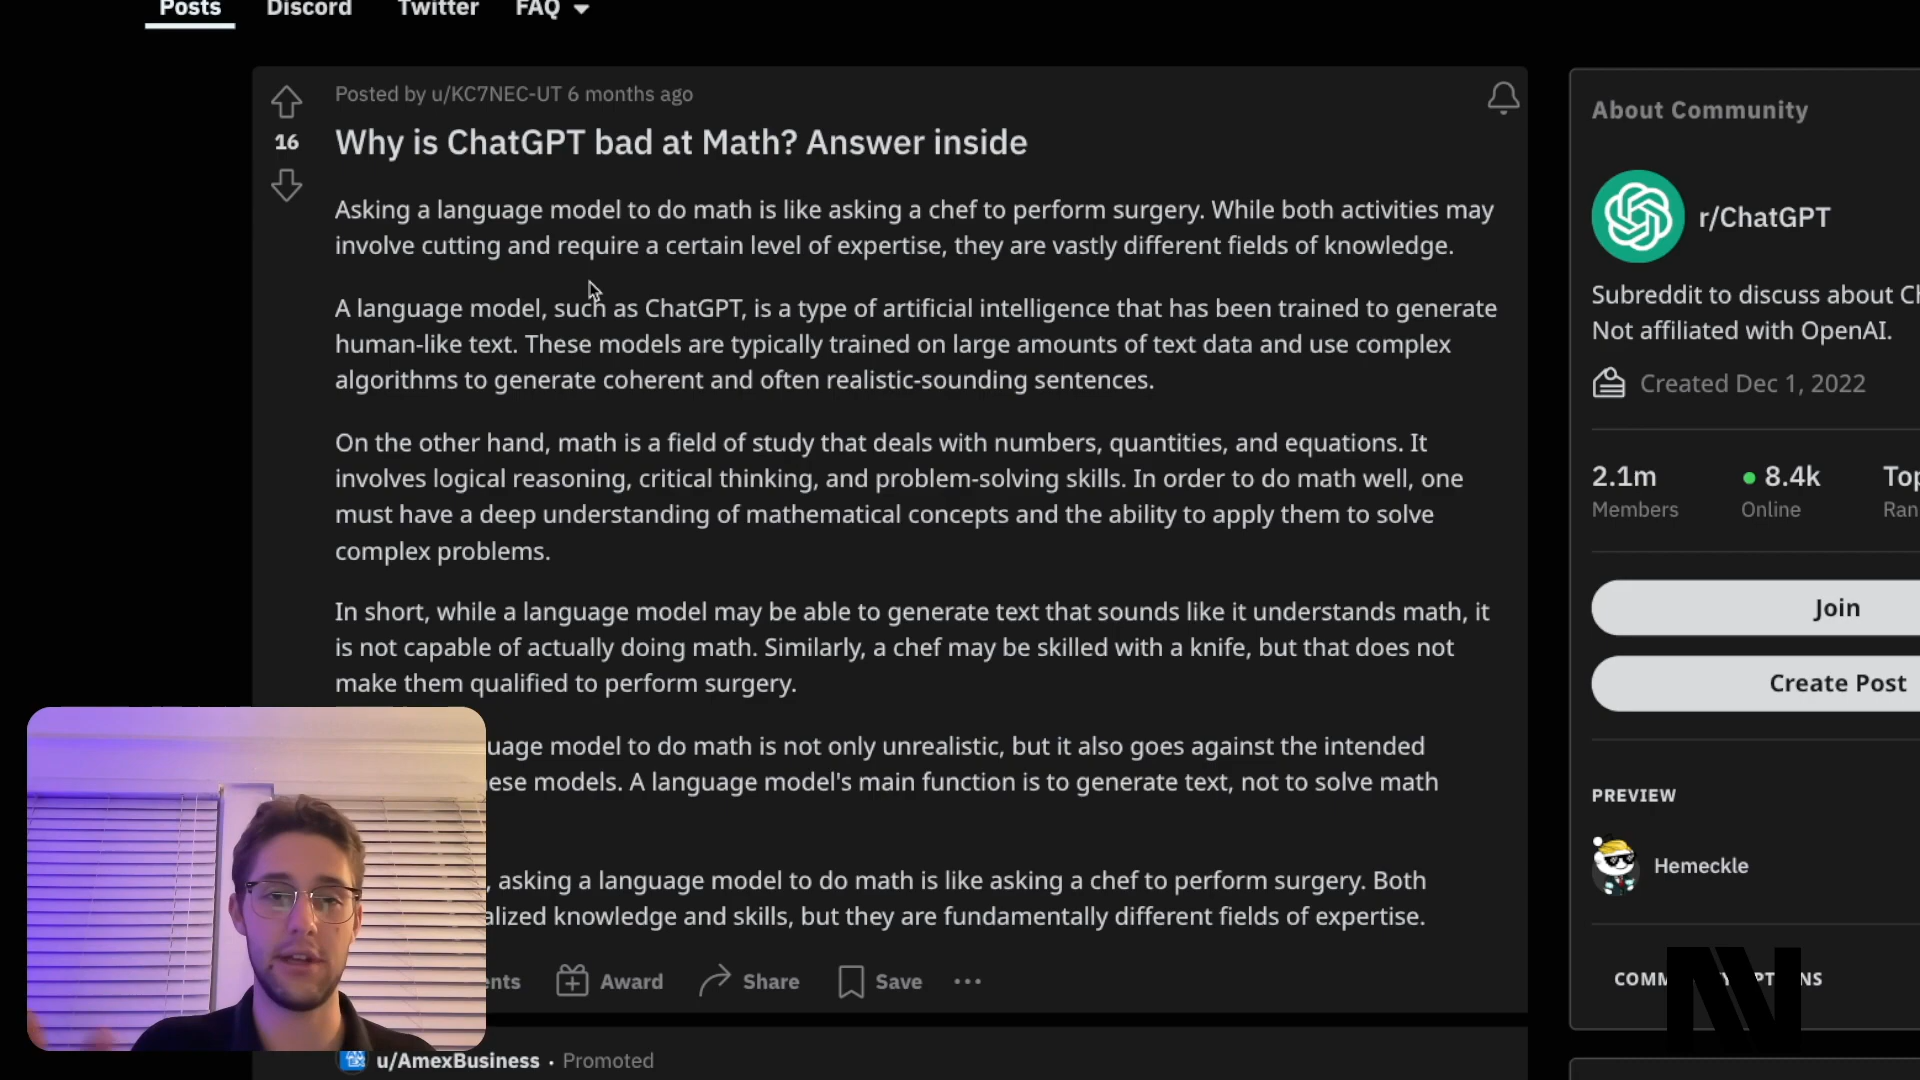 Posts Discord Twitter FAQ
Posted by u/KC7NEC-UT 6 months ago
16
Why is ChatGPT bad at Math? Answer inside
Asking a language model to do math is like asking a chef to perform surgery. While both activities may
involve cutting and require a certain level of expertise, they are vastly different fields of knowledge.
A language model, such as ChatGPT, is a type of artificial intelligence that has been trained to generate
human-like text. These models are typically trained on large amounts of text data and use complex
algorithms to generate coherent and often realistic-sounding sentences.
On the other hand, math is a field of study that deals with numbers, quantities, and equations. It
involves logical reasoning, critical thinking, and problem-solving skills. In order to do math well, one
must have a deep understanding of mathematical concepts and the ability to apply them to solve
complex problems.
In short, while a language model may be able to generate text that sounds like it understands math, it
is not capable of actually doing math. Similarly, a chef may be skilled with a knife, but that does not
make them qualified to perform surgery.
uage model to do math is not only unrealistic, but it also goes against the intended
ese models. A language model's main function is to generate text, not to solve math
, asking a language model to do math is like asking a chef to perform surgery. Both
alized knowledge and skills, but they are fundamentally different fields of expertise.
nts Award Share Save
u/AmexBusiness · Promoted
About Community
r/ChatGPT
Subreddit to discuss about Ch
Not affiliated with OpenAI.
Created Dec 1, 2022
2.1m 8.4k Top
Members Online Ran
Join
Create Post
PREVIEW
Hemeckle